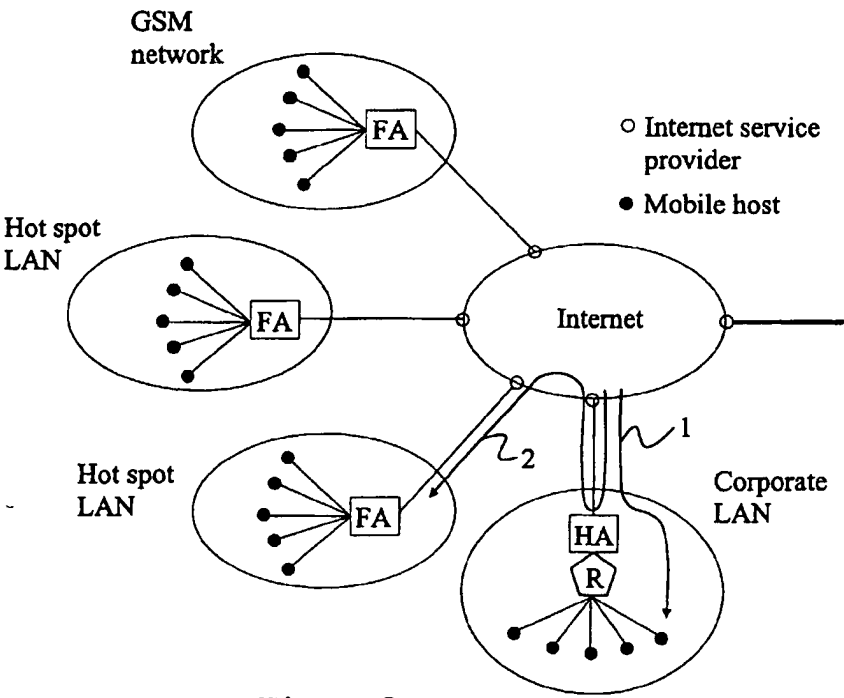 GSM
network
FA
Internet service
provider
Mobile host
Hot spot
LAN
FA
Internet
1
2
Hot spot
LAN
FA
Corporate
LAN
HA
R